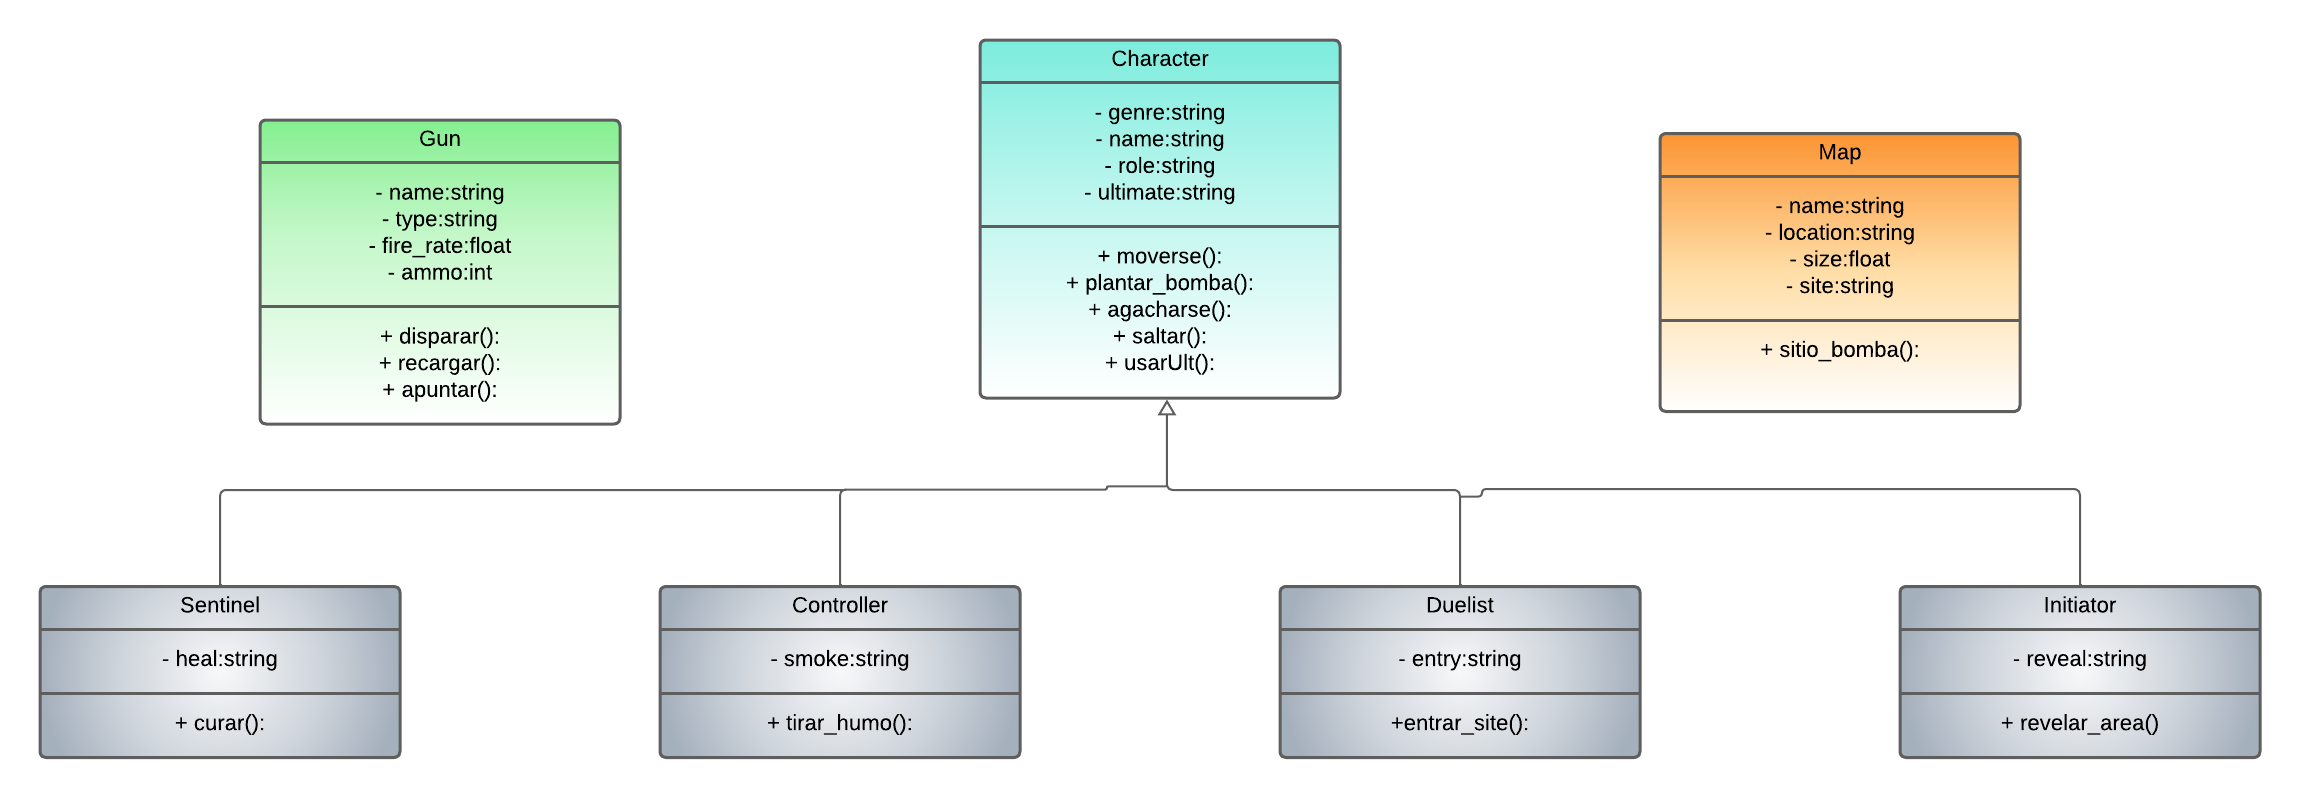 Gun
- name:string
- type:string
- fire_rate:float
- ammo:int
+ disparar():
+ recargar():
+ apuntar():
Character
- genre:string
- name:string
- role:string
- ultimate:string
+ moverse():
+ plantar_bomba():
+ agacharse():
+ saltar():
+ usarUlt():
Map
- name:string
- location:string
- size:float
- site:string
+ sitio_bomba():
Sentinel
- heal:string
+ curar():
Controller
- smoke:string
+ tirar_humo():
Duelist
- entry:string
+entrar_site():
Initiator
- reveal:string
+ revelar_area()